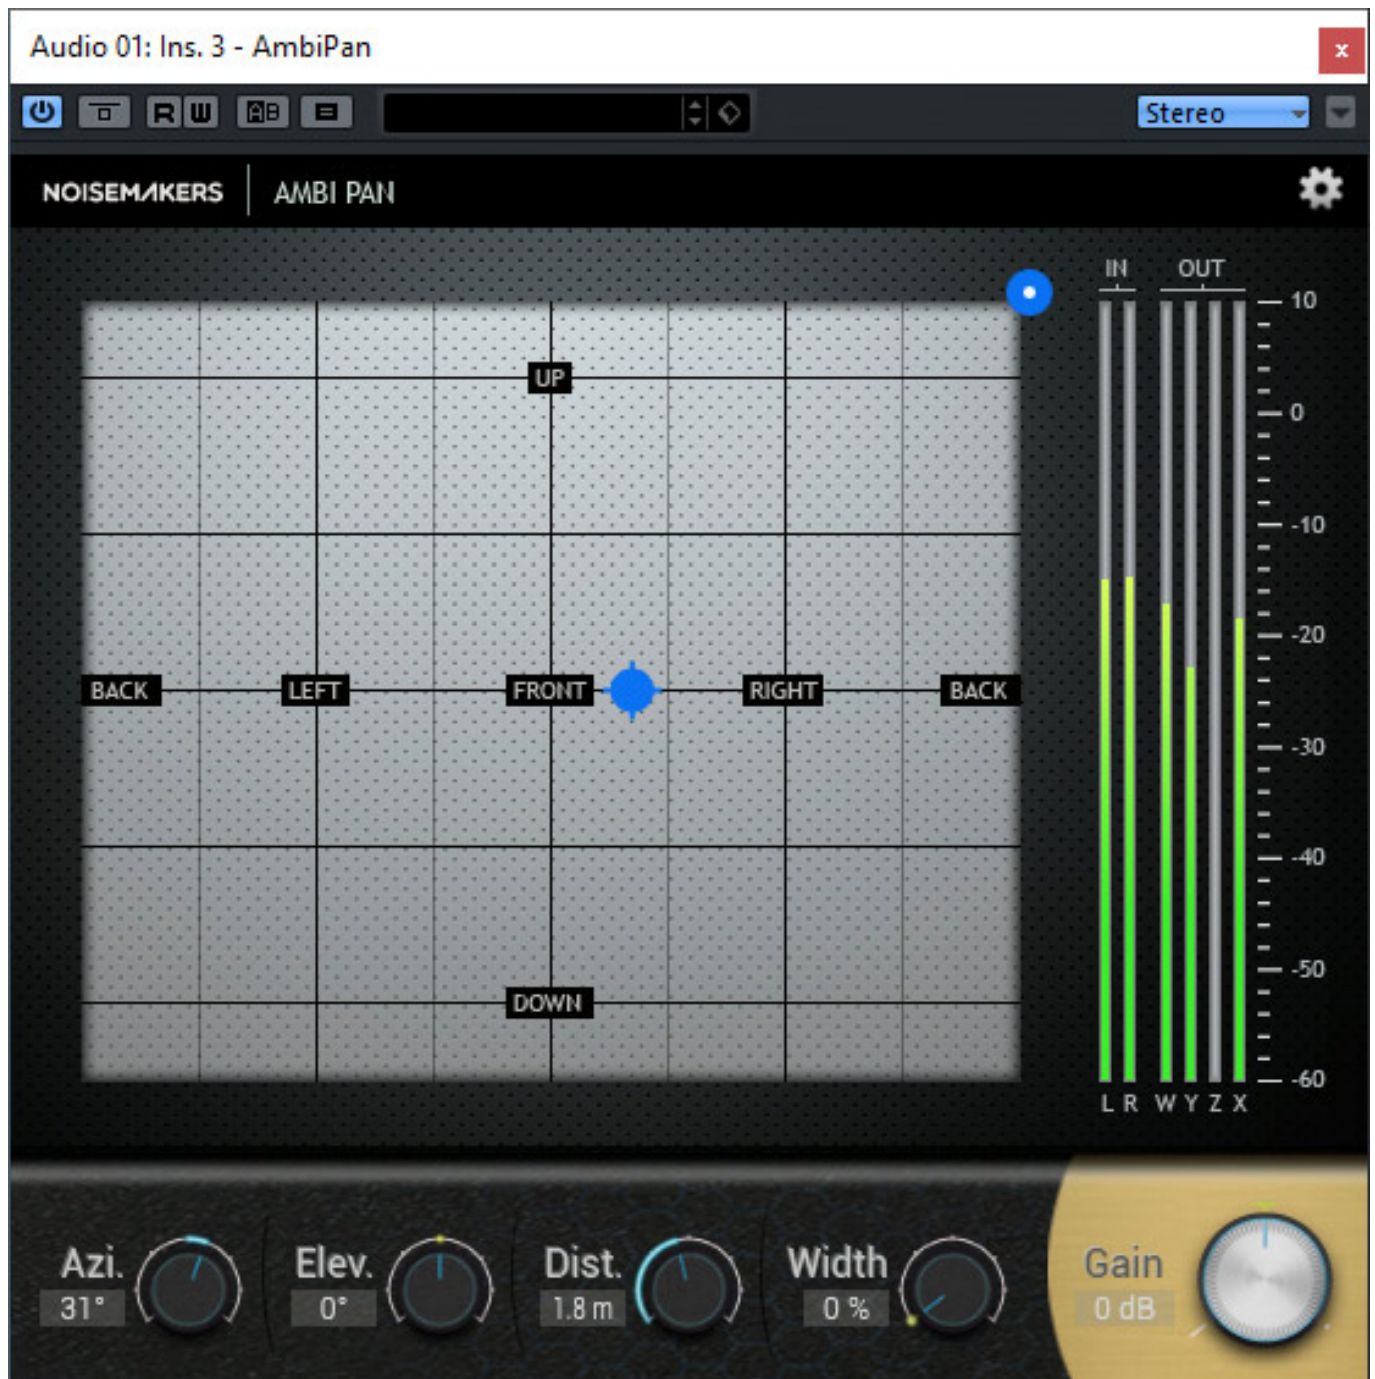 Audio 01: Ins. 3 - AmbiPan
x
R W AB Stereo
NOISEMAKERS AMBI PAN
IN OUT
10
UP
0
-10
-20
BACK LEFT FRONT RIGHT BACK
-30
-40
-50
DOWN
-60
L R W Y Z X
Azi. Elev. Dist. Width Gain
31° 0° 1.8 m 0 % 0 dB